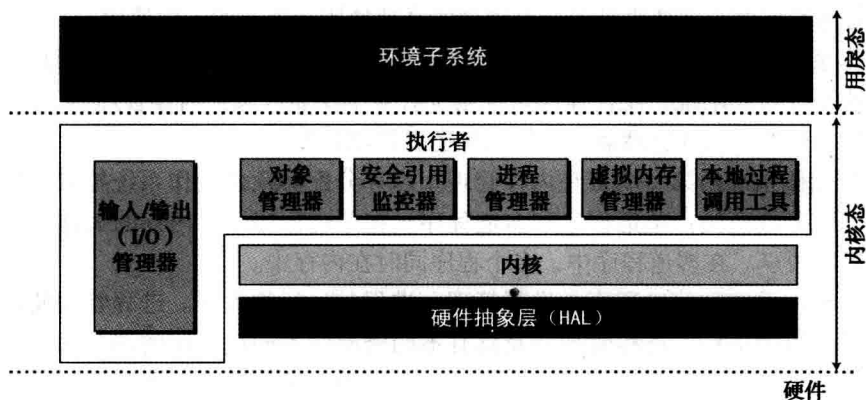 环境子系统
用户态
执行者
输入/输出
（I/O）
管理器
对象
管理器
安全引用
监控器
进程
管理器
虚拟内存
管理器
本地过程
调用工具
内核
硬件抽象层（HAL）
内核态
硬件